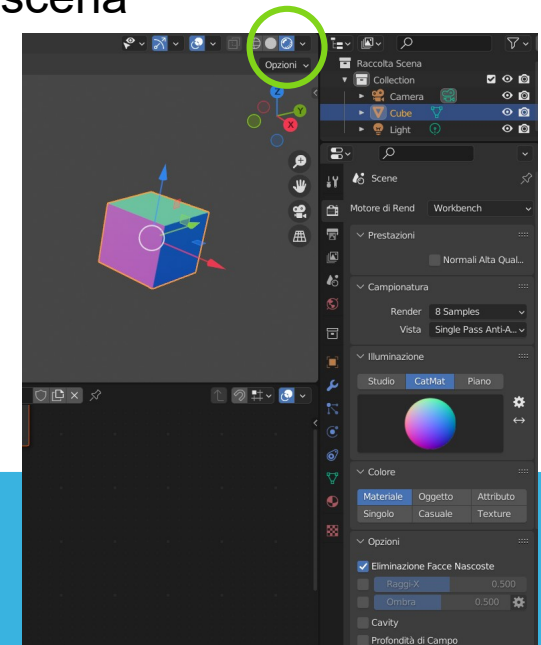 scena
Opzioni
Z
Y
X
Raccolta Scena
Collection
Camera
Cube
Light
Scene
Motore di Rend Workbench
Prestazioni
Normali Alta Qual...
Campionatura
Render 8 Samples
Vista Single Pass Anti-A...
Illuminazione
Studio CatMat Piano
Colore
Materiale Oggetto Attributo
Singolo Casuale Texture
Opzioni
Eliminazione Facce Nascoste
Raggi-X 0.500
Ombra 0.500
Cavity
Profondità di Campo